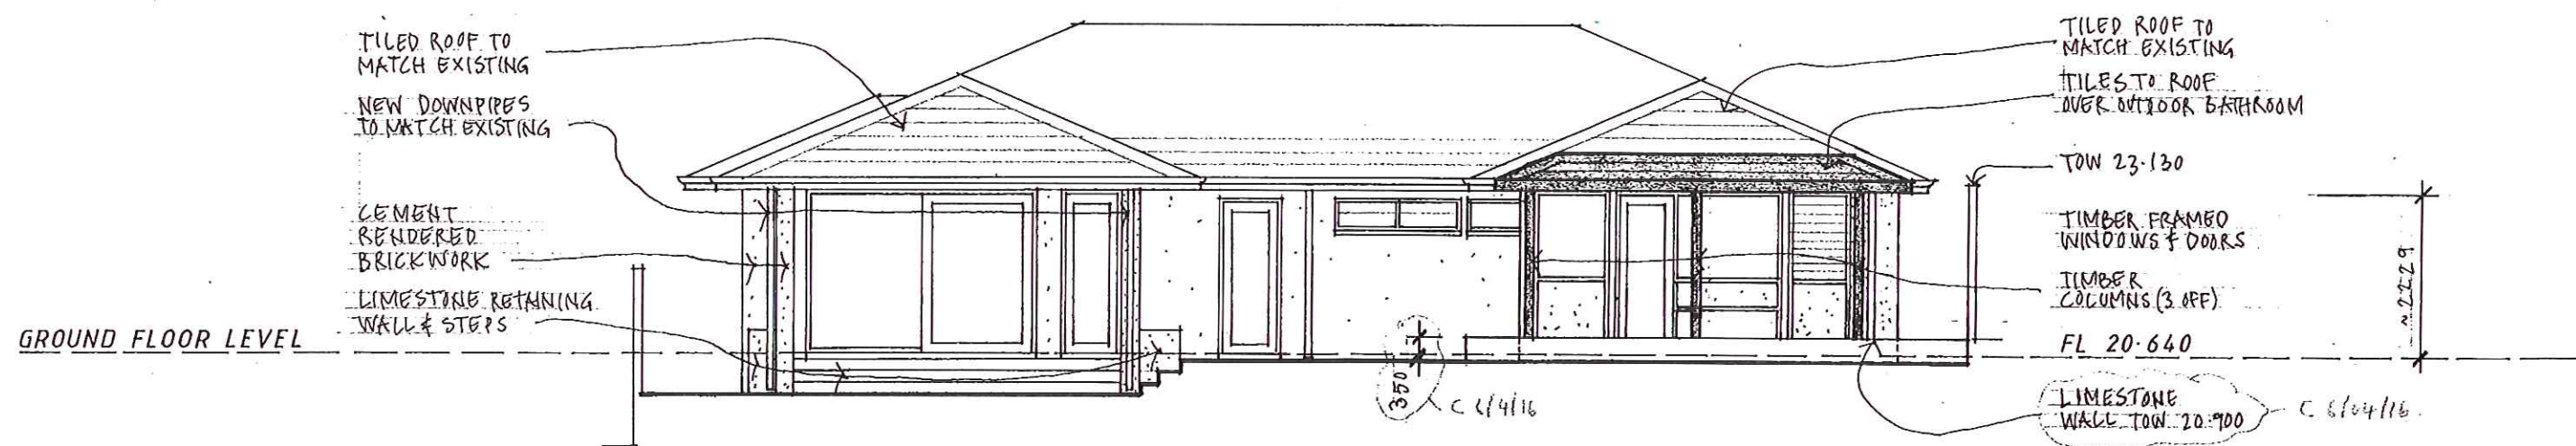 TILED ROOF TO
MATCH EXISTING
NEW DOWNPIPES
TO MATCH EXISTING
CEMENT
RENDERED
BRICKWORK
LIMESTONE RETAINING
WALL & STEPS
GROUND FLOOR LEVEL
350
C 6/4/16
TILED ROOF TO
MATCH EXISTING
TILES TO ROOF
OVER OUTDOOR BATHROOM
TOW 23.130
TIMBER FRAMED
WINDOWS & DOORS
TIMBER
COLUMNS (3 OFF)
FL 20.640
~2229
LIMESTONE
WALL TOW 20.900
C 6/04/16